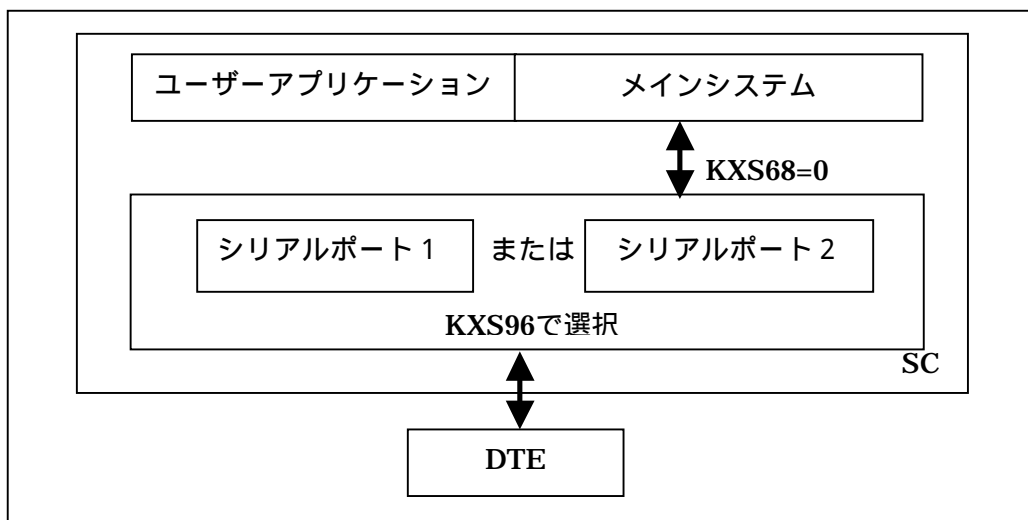 ユーザーアプリケーション
メインシステム
KXS68=0
シリアルポート1
または
シリアルポート2
KXS96で選択
SC
DTE